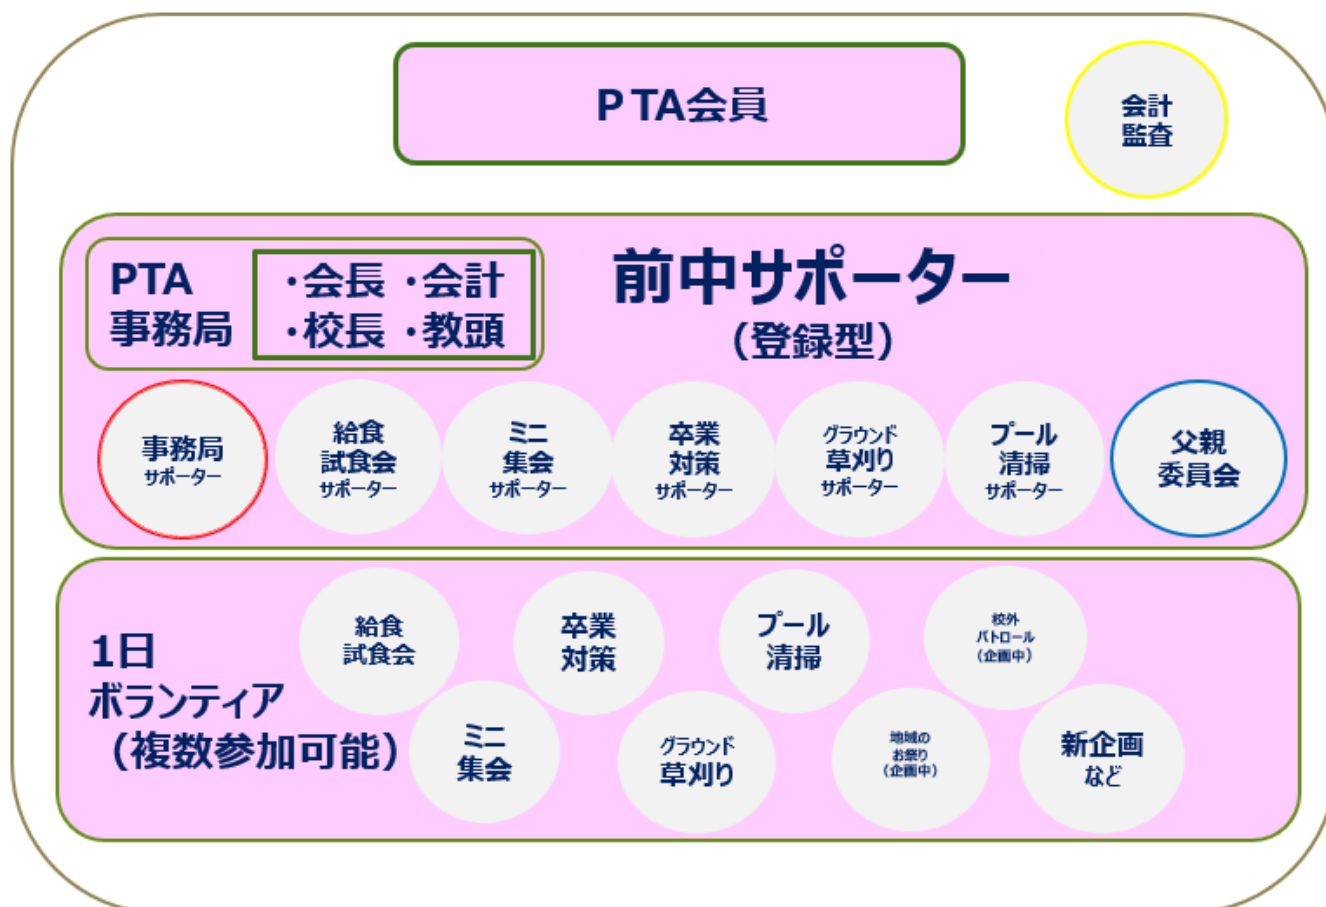 PTA会員
会計
監査
PTA
事務局
・会長 ・会計
・校長 ・教頭
前中サポーター
(登録型)
事務局
サポーター
給食
試食会
サポーター
ミニ
集会
サポーター
卒業
対策
サポーター
グラウンド
草刈り
サポーター
プール
清掃
サポーター
父親
委員会
1日
ボランティア
(複数参加可能)
給食
試食会
卒業
対策
プール
清掃
校外
パトロール
(企画中)
ミニ
集会
グラウンド
草刈り
地域の
お祭り
(企画中)
新企画
など